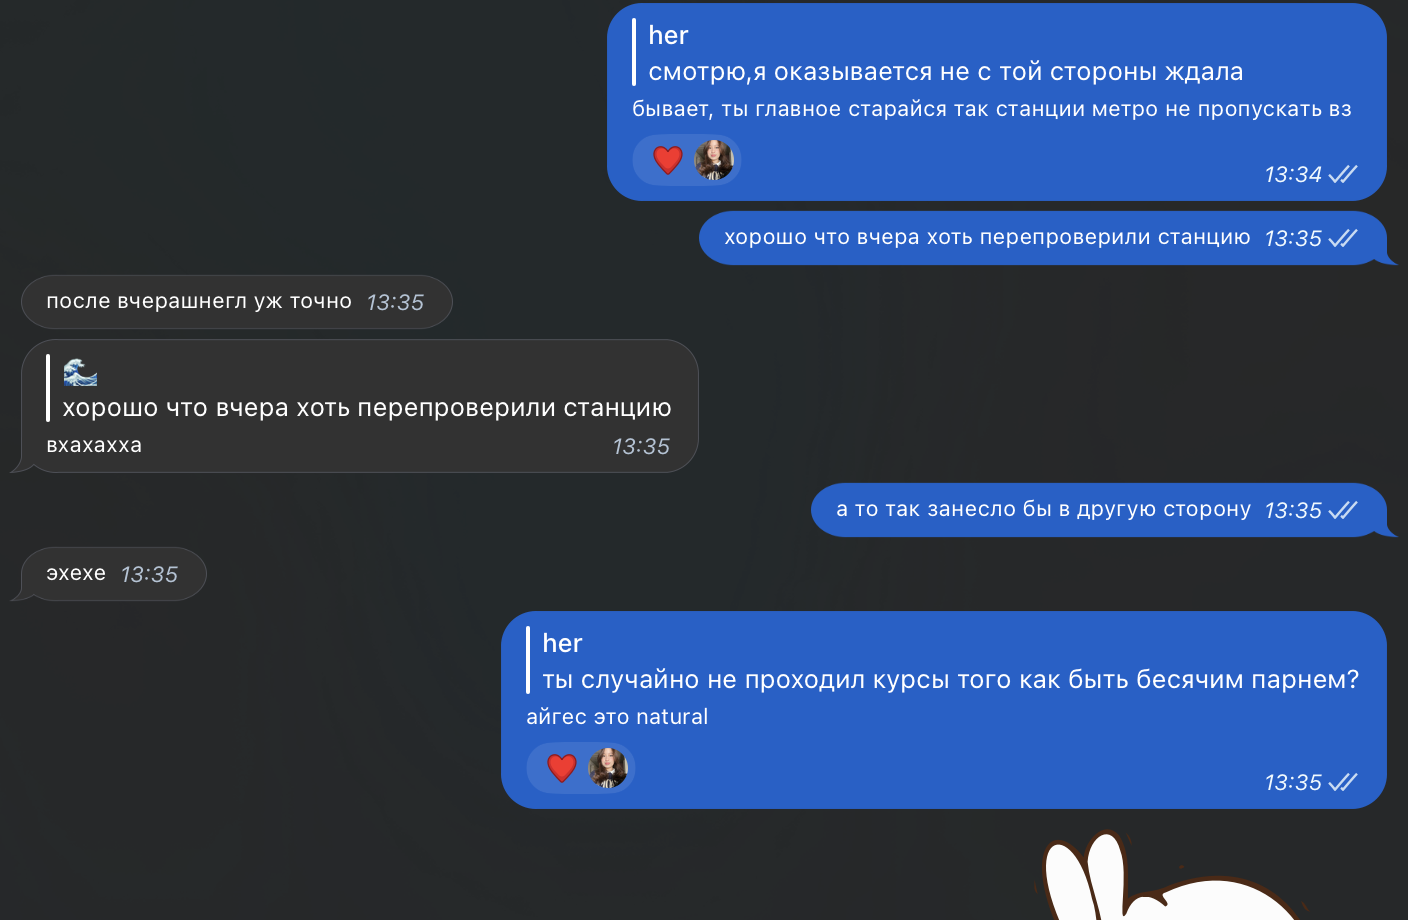 her
смотрю,я оказывается не с той стороны ждала
бывает, ты главное старайся так станции метро не пропускать вз
13:34
хорошо что вчера хоть перепроверили станцию 13:35
после вчерашнегл уж точно 13:35
🌊
хорошо что вчера хоть перепроверили станцию
вхахахха 13:35
а то так занесло бы в другую сторону 13:35
эхехе 13:35
her
ты случайно не проходил курсы того как быть бесячим парнем?
айгес это natural
13:35